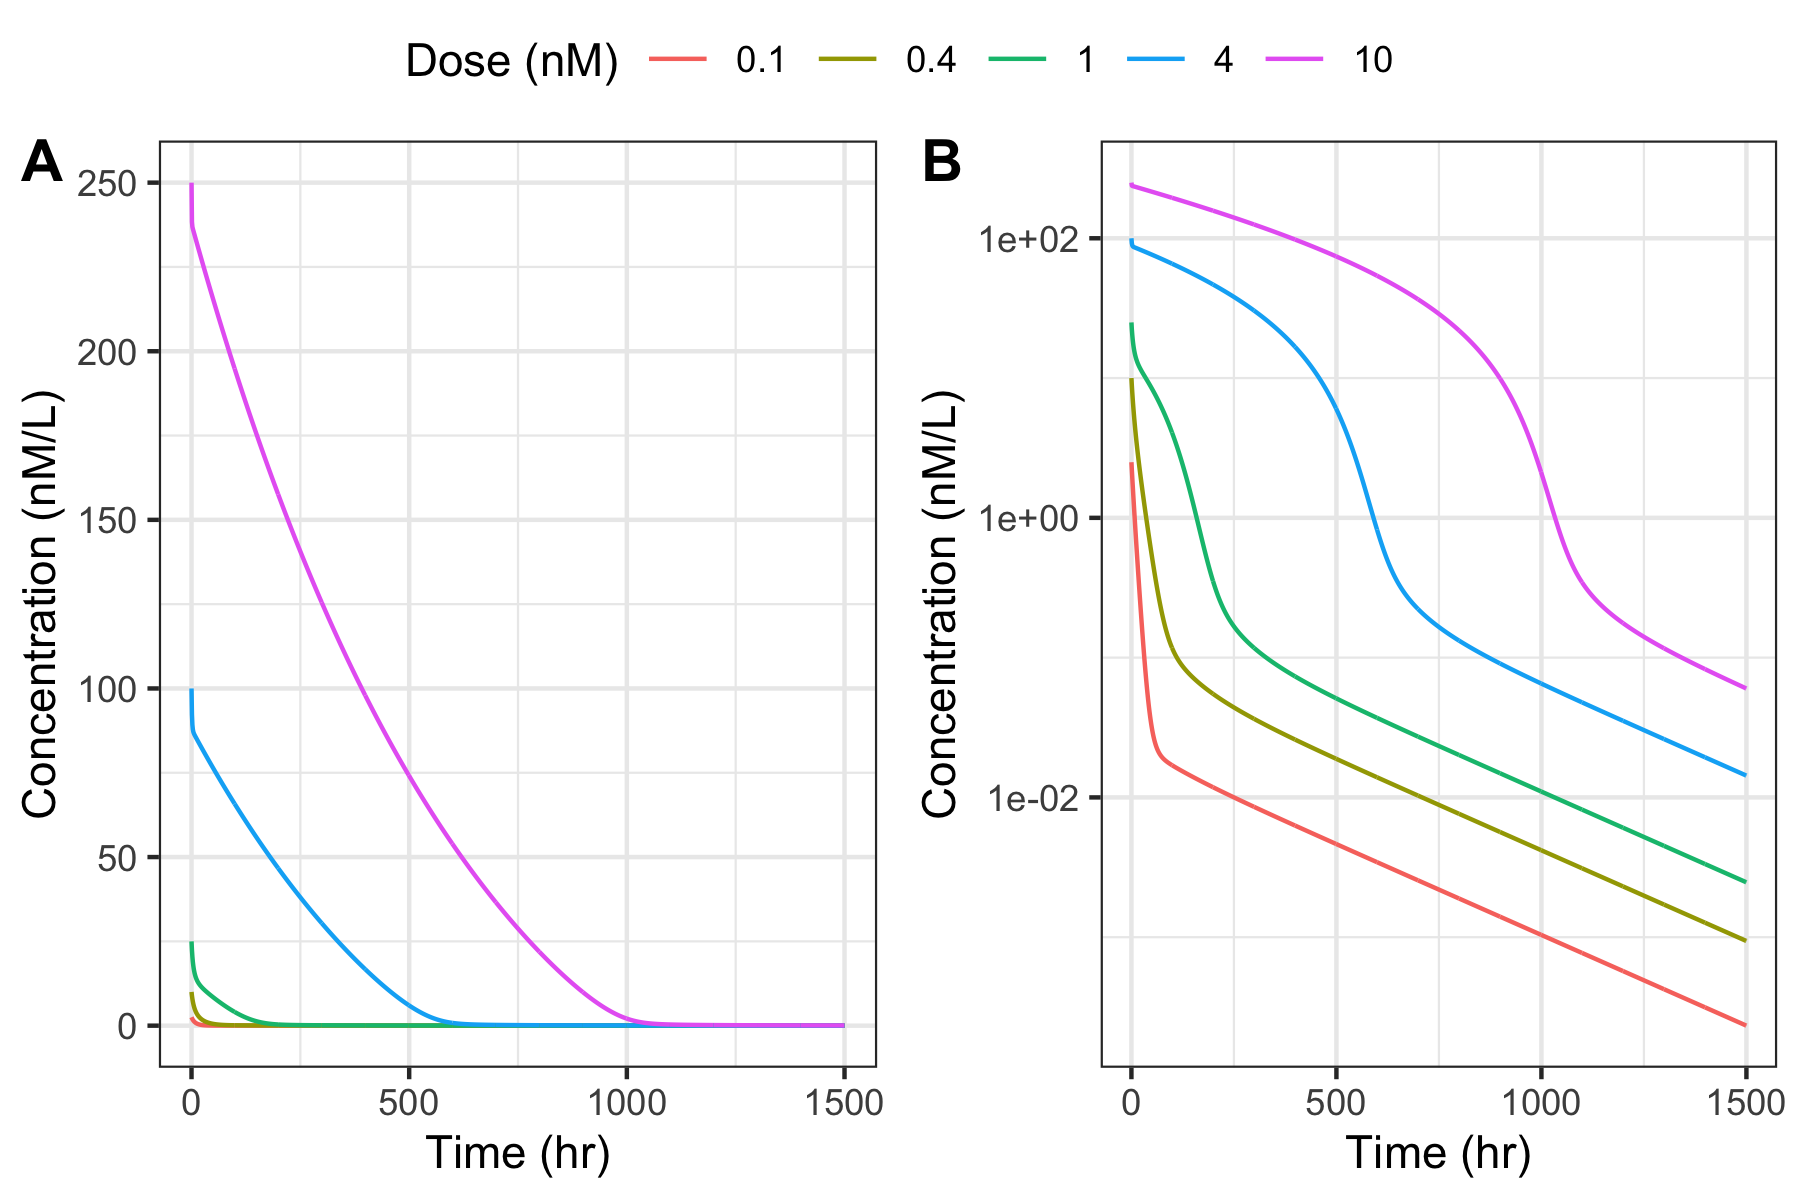 Dose (nM) 0.1 0.4 1 4 10
A
250
200
150
100
50
0
Concentration (nM/L)
0 500 1000 1500
Time (hr)
B
1e+02
1e+00
1e-02
Concentration (nM/L)
0 500 1000 1500
Time (hr)